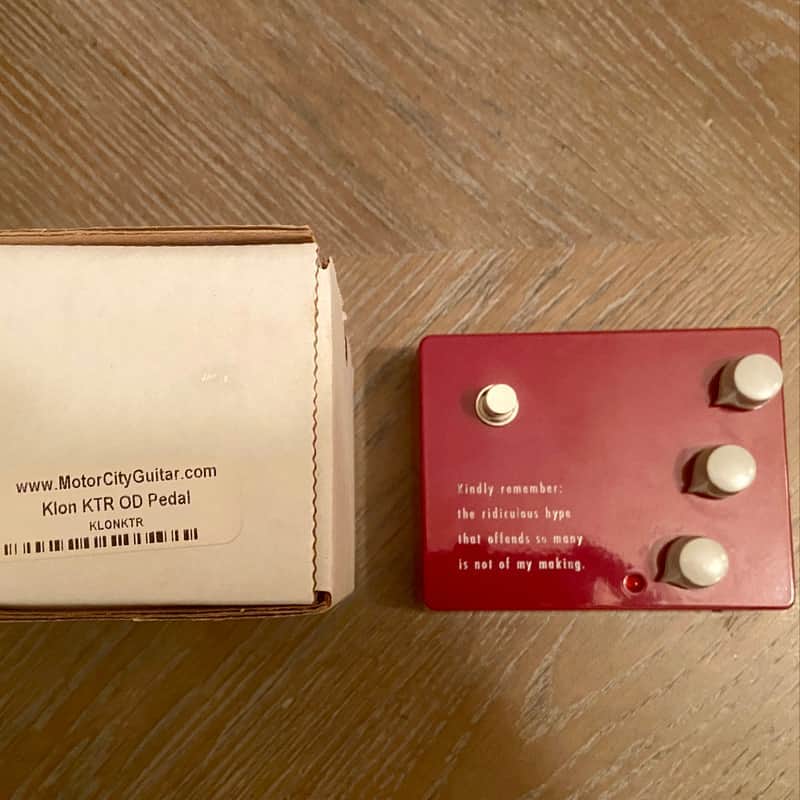 www.MotorCityGuitar.com
Klon KTR OD Pedal
KLONKTR
Kindly remember:
the ridiculous hype
that offends so many
is not of my making.